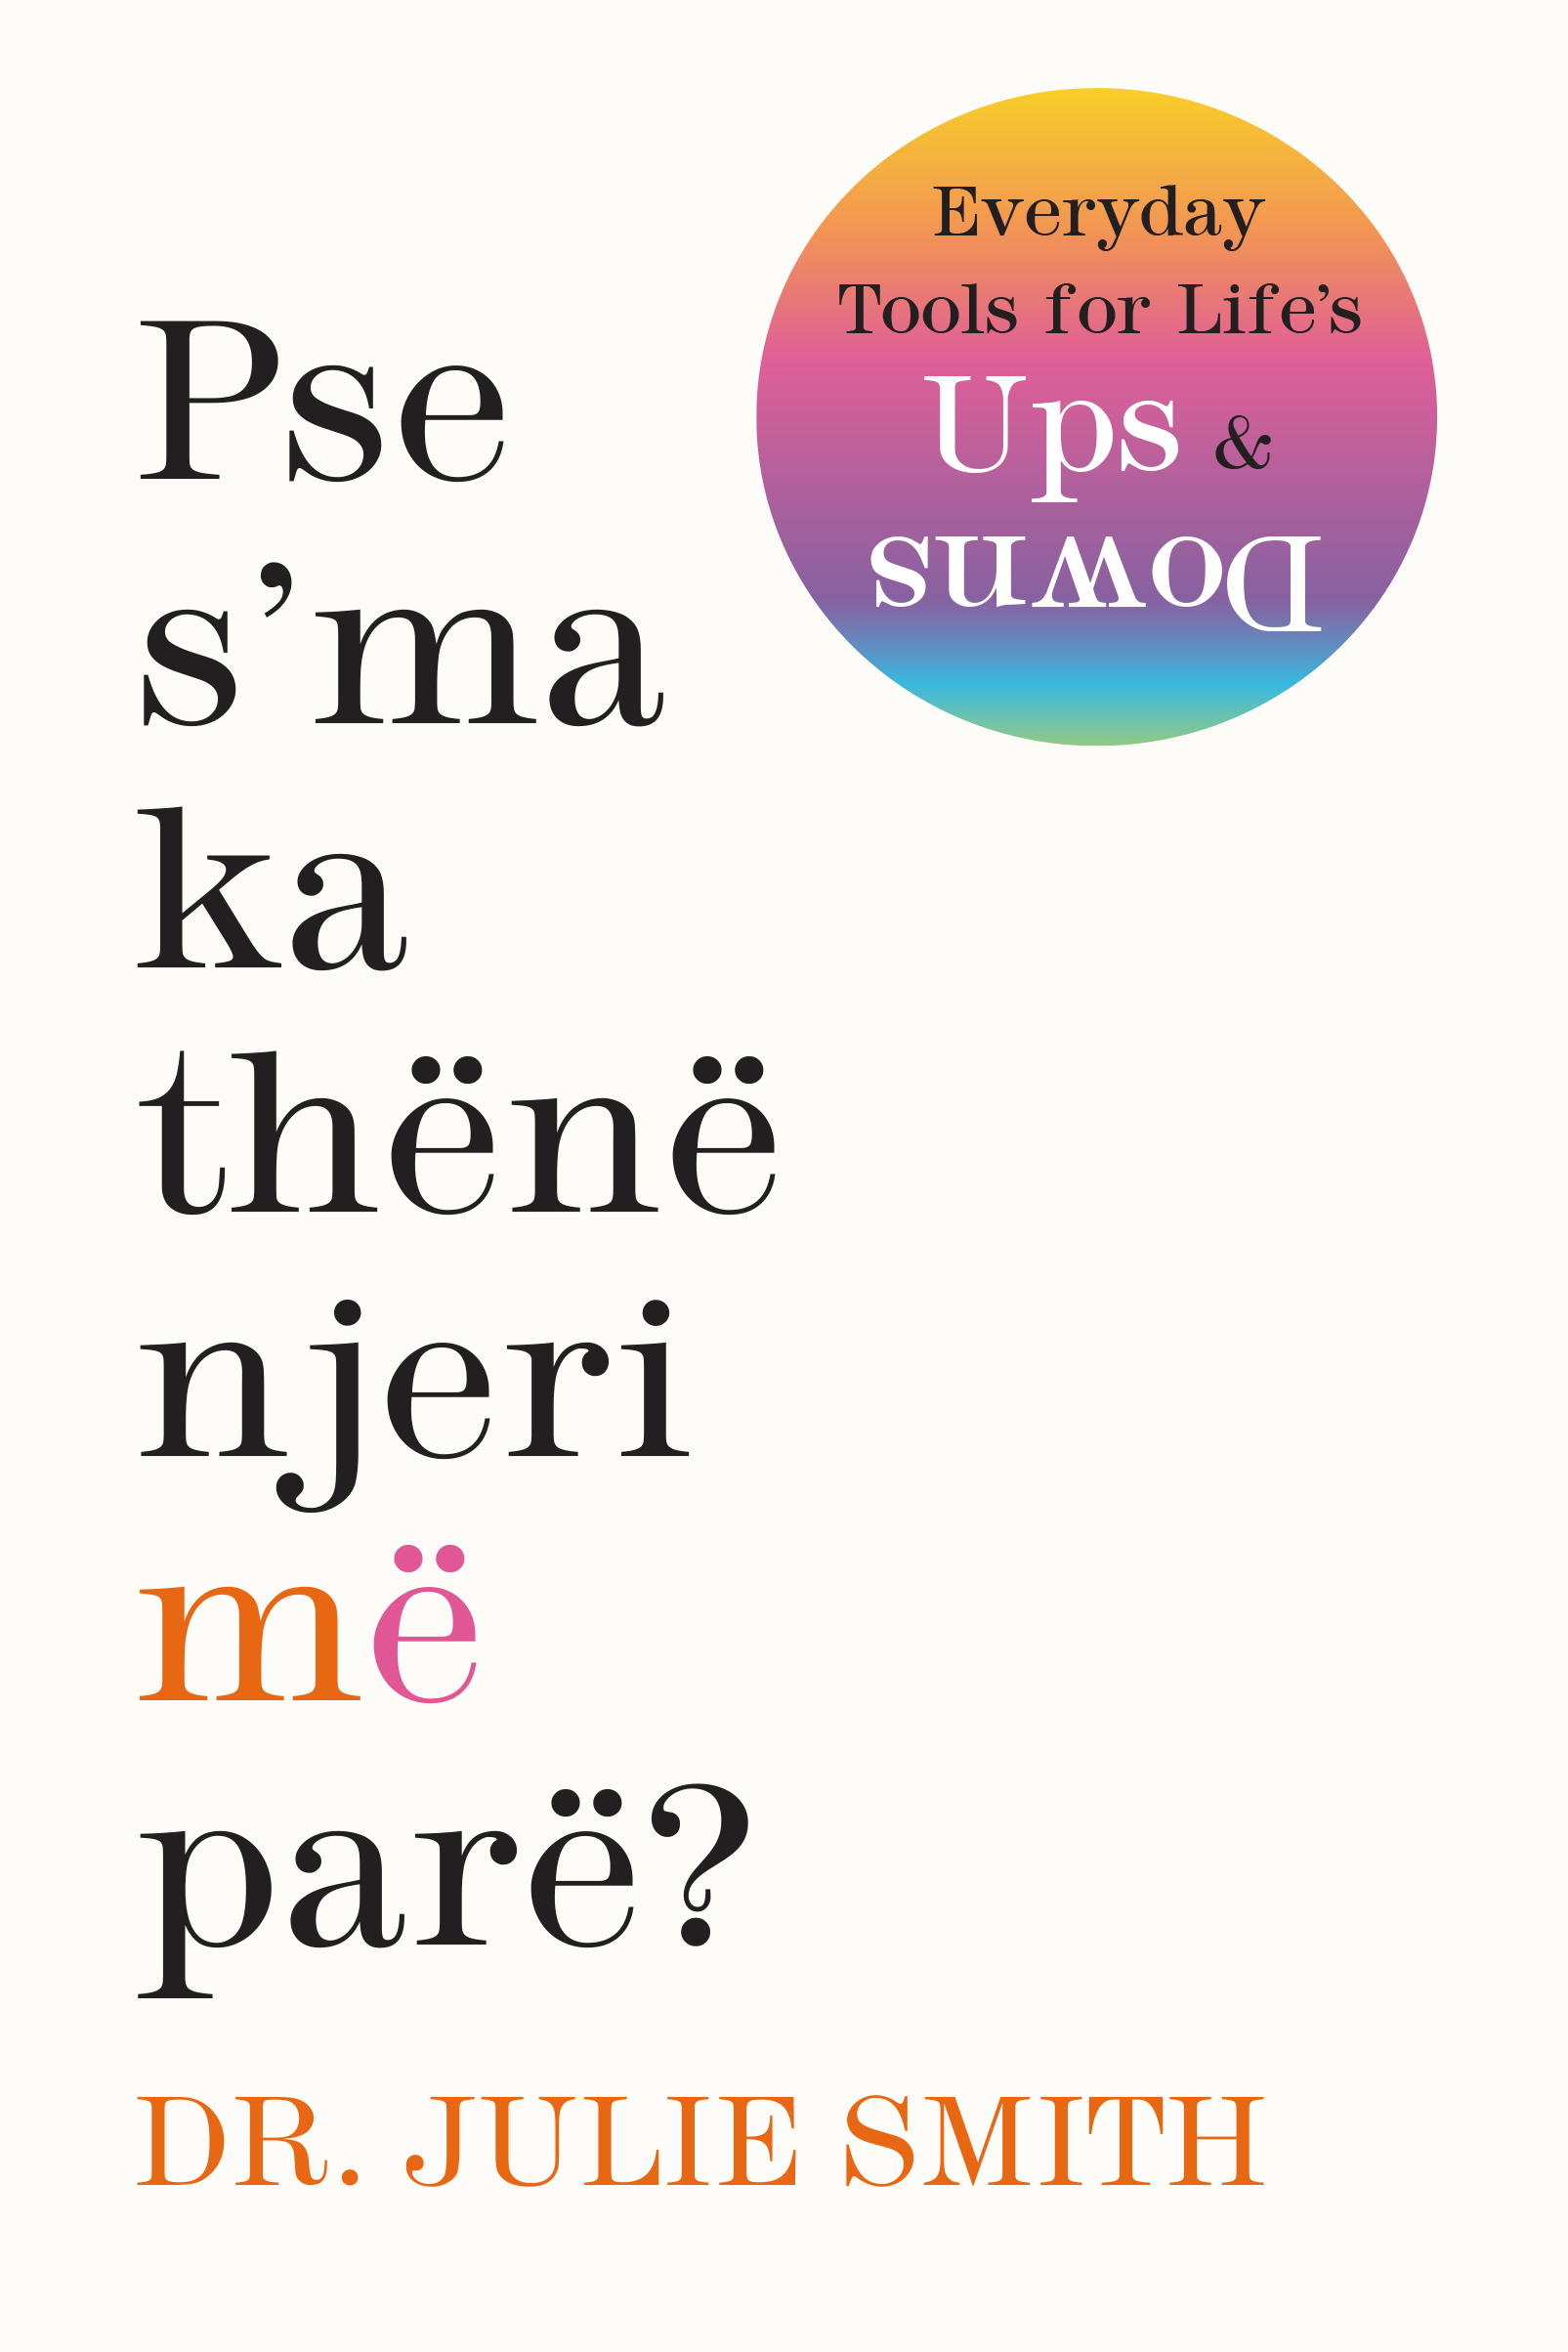 Everyday
Tools for Life’s
Ups &
Downs
Pse
s’ma
ka
thënë
njeri
më
parë?
DR. JULIE SMITH